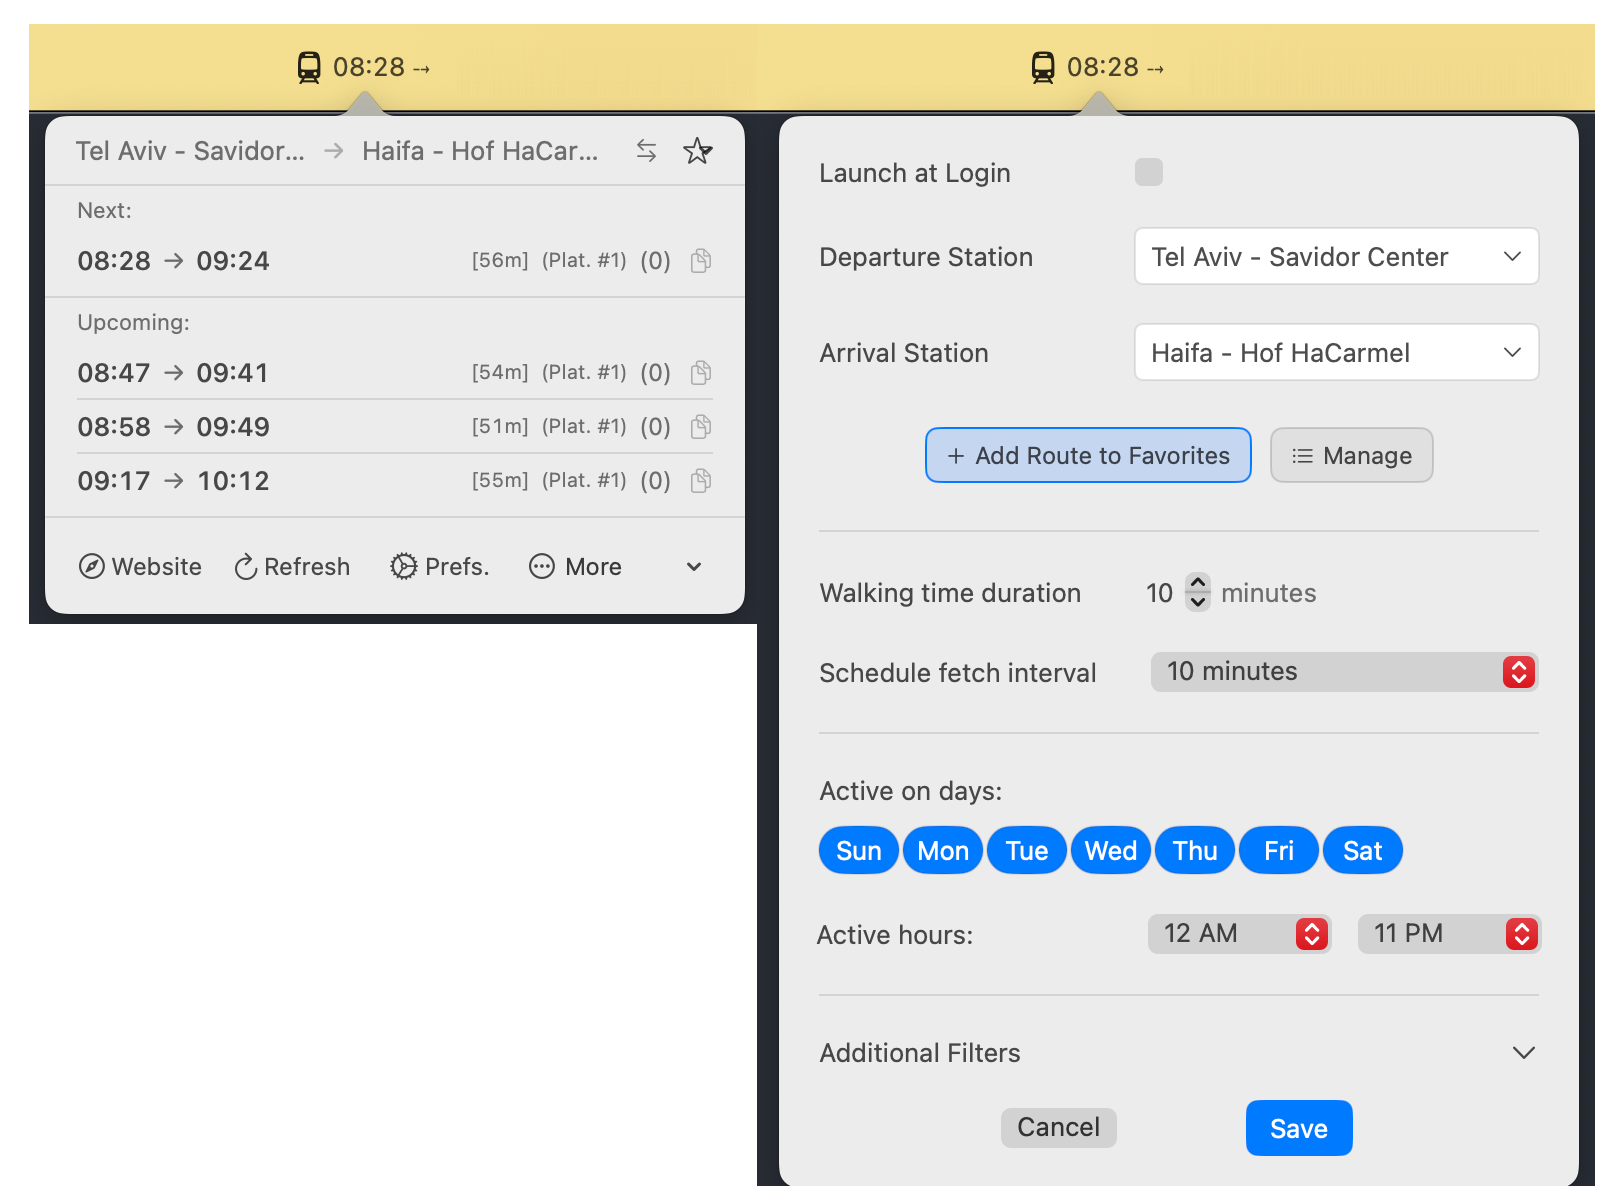 08:28 →
Tel Aviv - Savidor... → Haifa - Hof HaCar...
Next:
08:28 → 09:24 [56m] (Plat. #1) (0)
Upcoming:
08:47 → 09:41 [54m] (Plat. #1) (0)
08:58 → 09:49 [51m] (Plat. #1) (0)
09:17 → 10:12 [55m] (Plat. #1) (0)
Website Refresh Prefs. More
08:28 →
Launch at Login
Departure Station Tel Aviv - Savidor Center
Arrival Station Haifa - Hof HaCarmel
+ Add Route to Favorites Manage
Walking time duration 10 minutes
Schedule fetch interval 10 minutes
Active on days:
Sun Mon Tue Wed Thu Fri Sat
Active hours: 12 AM 11 PM
Additional Filters
Cancel Save